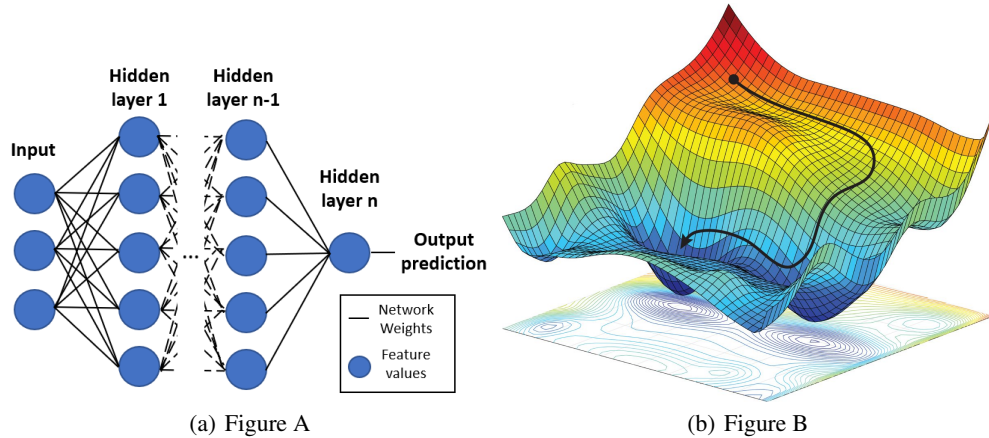 Hidden
layer 1
Hidden
layer n-1
Input
Hidden
layer n
...
Output
prediction
Network
Weights
Feature
values
(a) Figure A
(b) Figure B